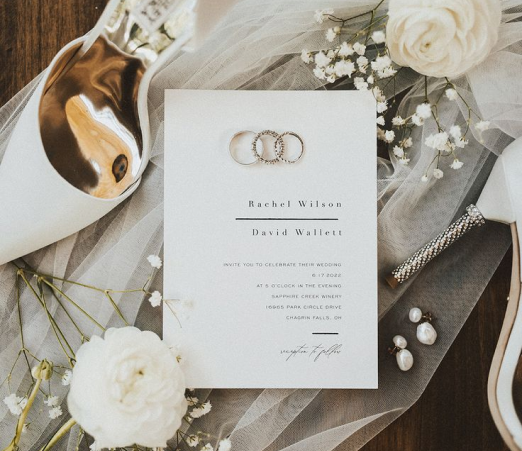 Rachel Wilson
David Wallett
INVITE YOU TO CELEBRATE THEIR WEDDING
6.17.2022
AT 5 O'CLOCK IN THE EVENING
SAPPHIRE CREEK WINERY
16965 PARK CIRCLE DRIVE
CHAGRIN FALLS, OH
reception to follow